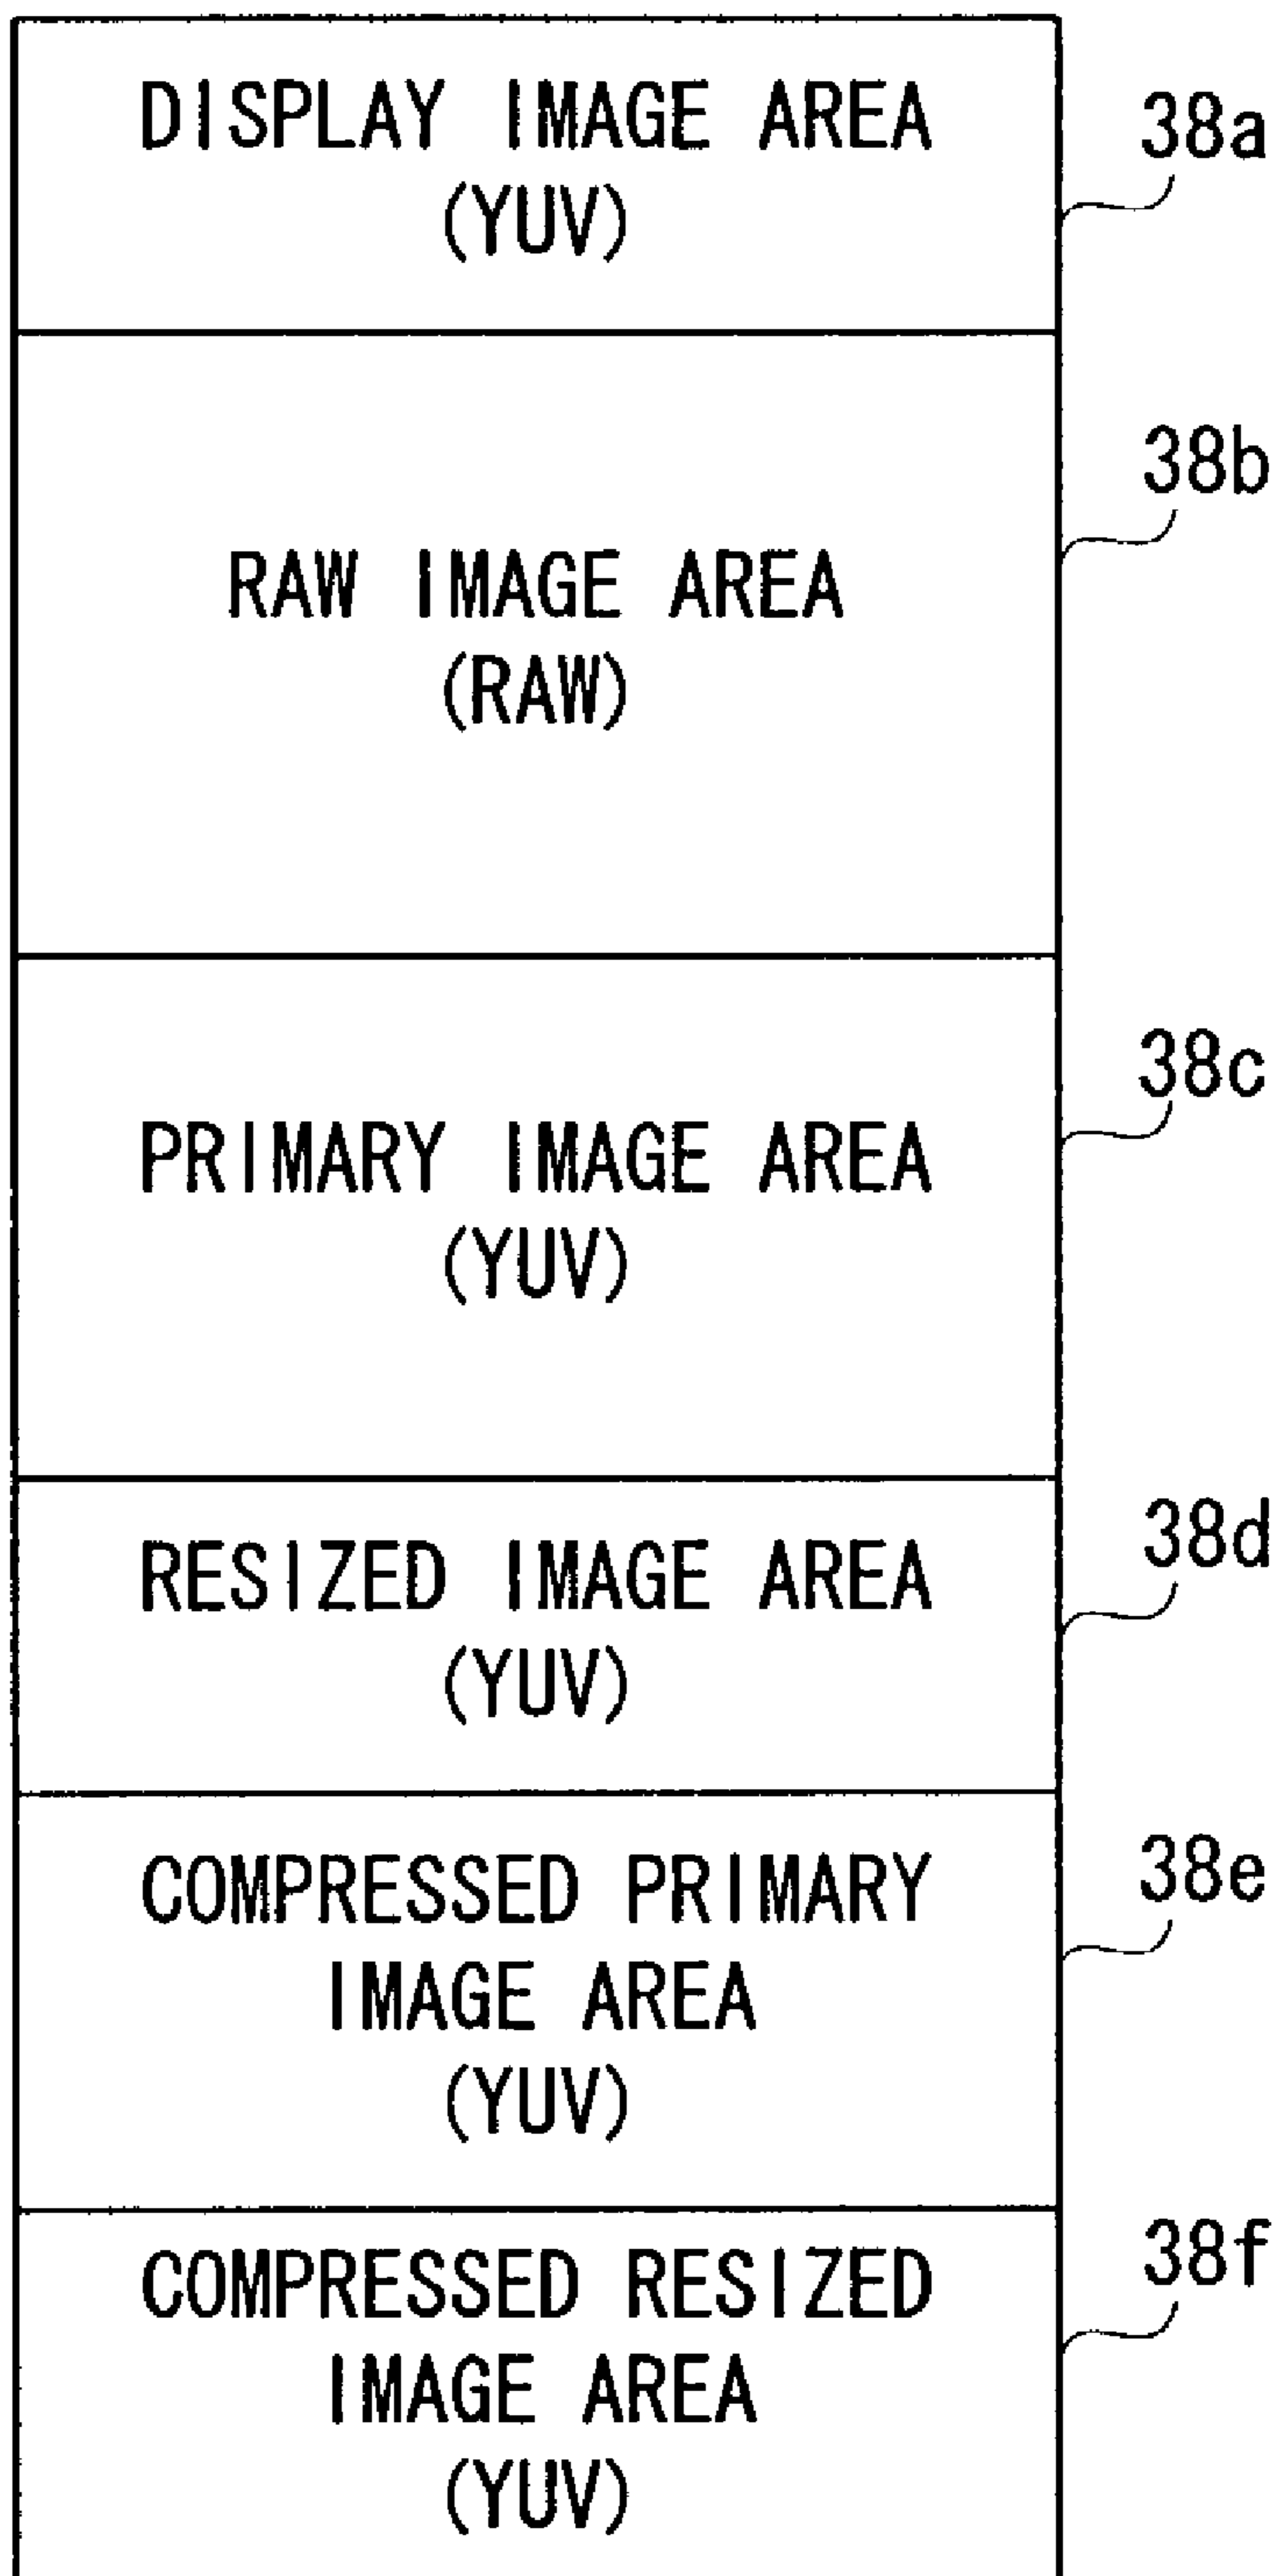 DISPLAY IMAGE AREA
(YUV)
38a
RAW IMAGE AREA
(RAW)
38b
PRIMARY IMAGE AREA
(YUV)
38c
RESIZED IMAGE AREA
(YUV)
38d
COMPRESSED PRIMARY
IMAGE AREA
(YUV)
38e
COMPRESSED RESIZED
IMAGE AREA
(YUV)
38f